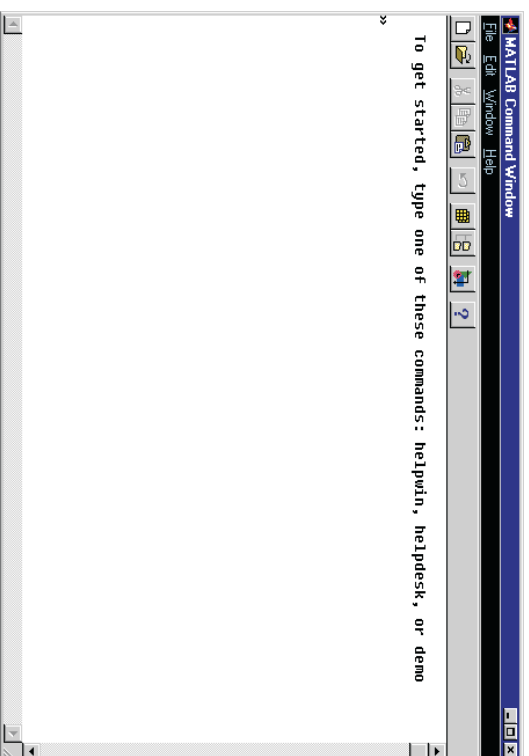 MATLAB Command Window
File Edit Window Help
?
To get started, type one of these commands: helpwin, helpdesk, or demo
»